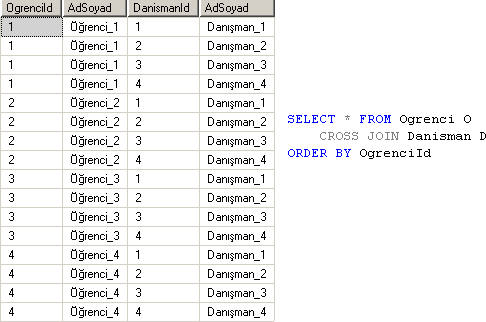 OgrenciId AdSoyad DanismanId AdSoyad
1 Öğrenci_1 1 Danışman_1
1 Öğrenci_1 2 Danışman_2
1 Öğrenci_1 3 Danışman_3
1 Öğrenci_1 4 Danışman_4
2 Öğrenci_2 1 Danışman_1
2 Öğrenci_2 2 Danışman_2
2 Öğrenci_2 3 Danışman_3
2 Öğrenci_2 4 Danışman_4
3 Öğrenci_3 1 Danışman_1
3 Öğrenci_3 2 Danışman_2
3 Öğrenci_3 3 Danışman_3
3 Öğrenci_3 4 Danışman_4
4 Öğrenci_4 1 Danışman_1
4 Öğrenci_4 2 Danışman_2
4 Öğrenci_4 3 Danışman_3
4 Öğrenci_4 4 Danışman_4
SELECT * FROM Ogrenci O
CROSS JOIN Danisman D
ORDER BY OgrenciId